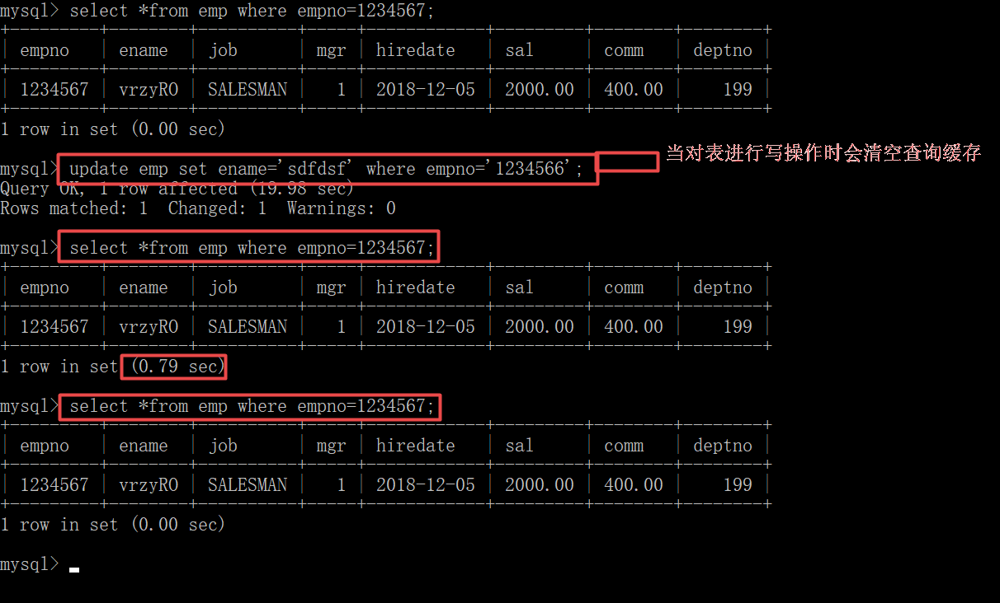 mysql> select *from emp where empno=1234567;
+---------+--------+----------+-----+------------+---------+--------+--------+
| empno   | ename  | job      | mgr | hiredate   | sal     | comm   | deptno |
+---------+--------+----------+-----+------------+---------+--------+--------+
| 1234567 | vrzyRO | SALESMAN |   1 | 2018-12-05 | 2000.00 | 400.00 |    199 |
+---------+--------+----------+-----+------------+---------+--------+--------+
1 row in set (0.00 sec)
当对表进行写操作时会清空查询缓存
mysql> update emp set ename='sdfdsf' where empno='1234566';
Query OK, 1 row affected (19.98 sec)
Rows matched: 1  Changed: 1  Warnings: 0
mysql> select *from emp where empno=1234567;
+---------+--------+----------+-----+------------+---------+--------+--------+
| empno   | ename  | job      | mgr | hiredate   | sal     | comm   | deptno |
+---------+--------+----------+-----+------------+---------+--------+--------+
| 1234567 | vrzyRO | SALESMAN |   1 | 2018-12-05 | 2000.00 | 400.00 |    199 |
+---------+--------+----------+-----+------------+---------+--------+--------+
1 row in set (0.79 sec)
mysql> select *from emp where empno=1234567;
+---------+--------+----------+-----+------------+---------+--------+--------+
| empno   | ename  | job      | mgr | hiredate   | sal     | comm   | deptno |
+---------+--------+----------+-----+------------+---------+--------+--------+
| 1234567 | vrzyRO | SALESMAN |   1 | 2018-12-05 | 2000.00 | 400.00 |    199 |
+---------+--------+----------+-----+------------+---------+--------+--------+
1 row in set (0.00 sec)
mysql>